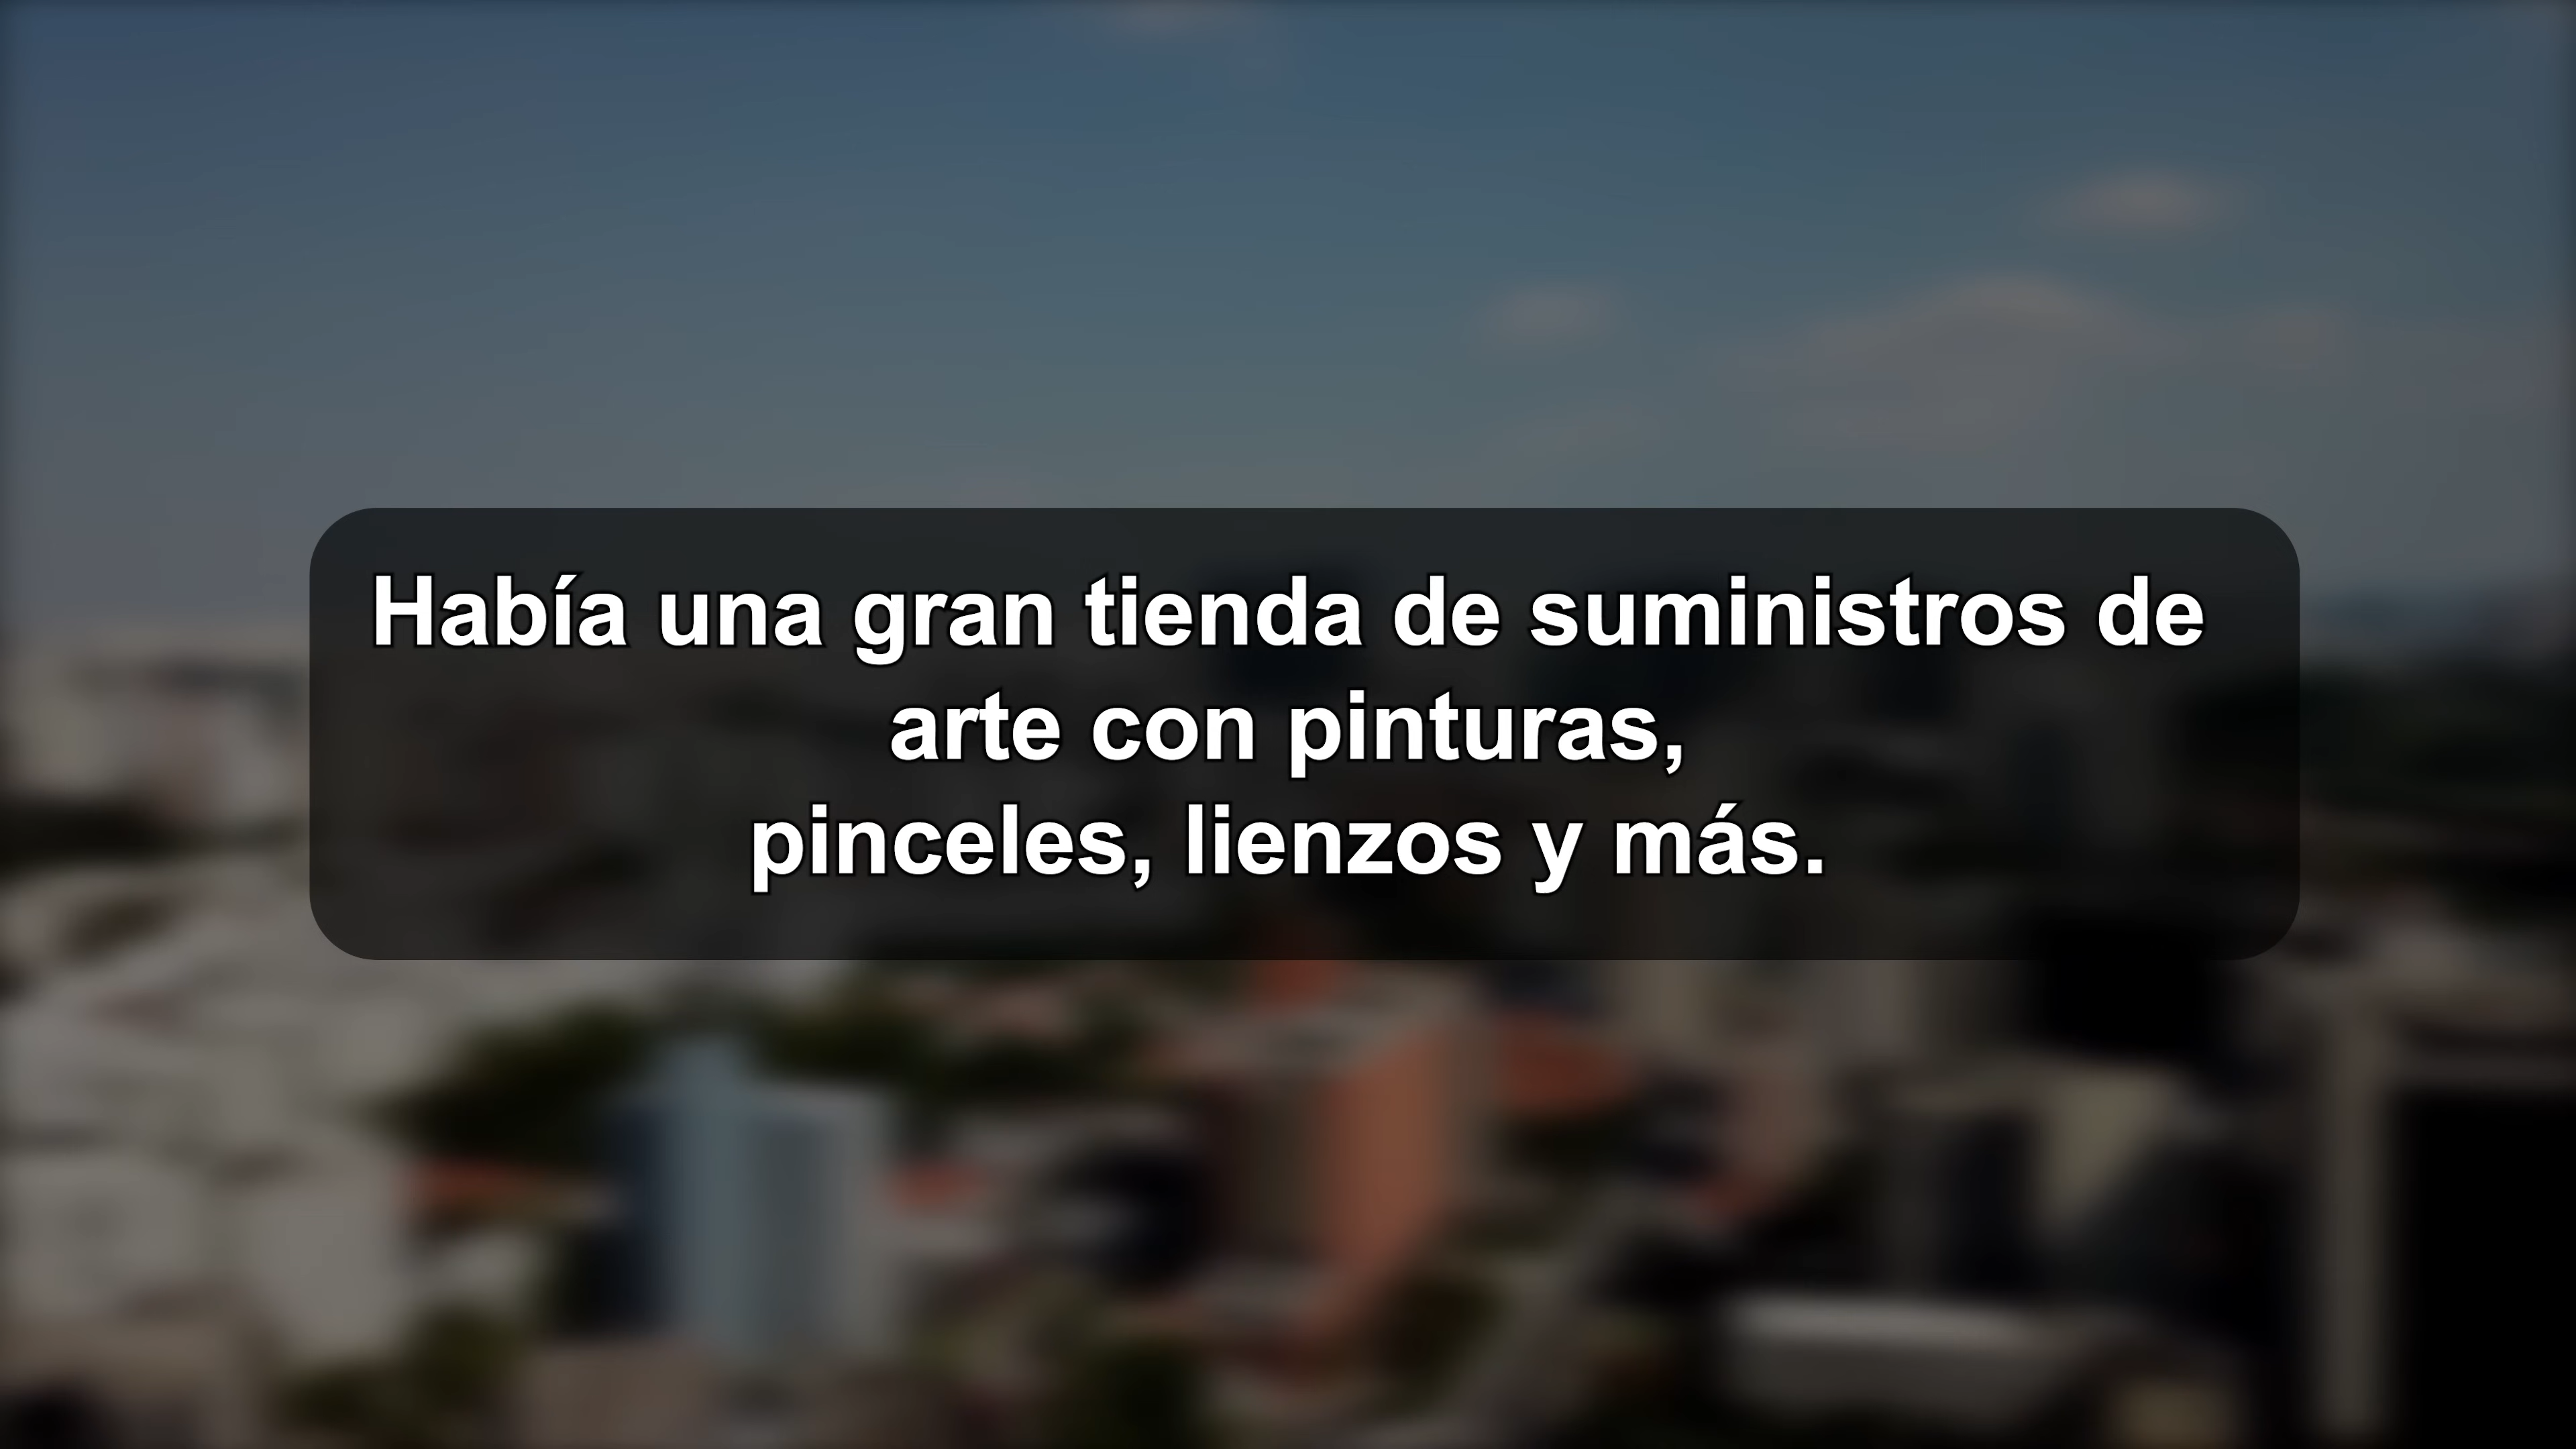 Había una gran tienda de suministros de
arte con pinturas,
pinceles, lienzos y más.